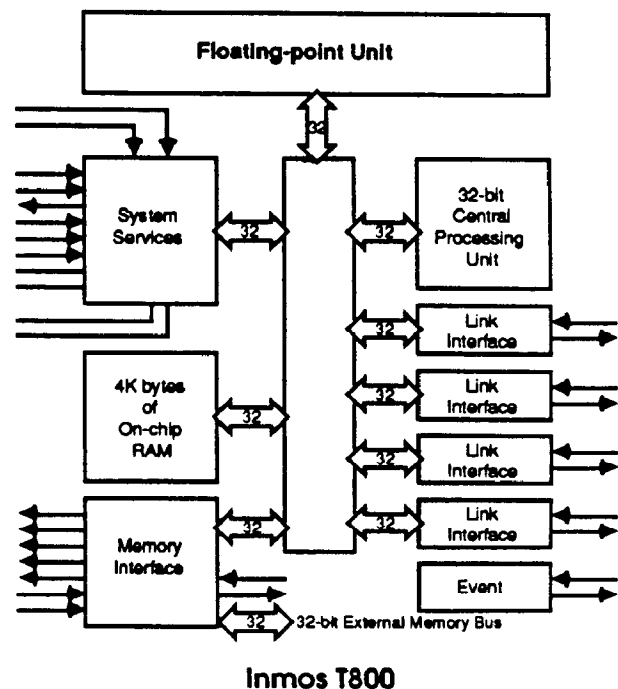 Floating-point Unit
32
System
Services
32
32
32-bit
Central
Processing
Unit
32
Link
Interface
4K bytes
of
On-chip
RAM
32
32
Link
Interface
32
Link
Interface
Memory
Interface
32
32
Link
Interface
Event
32
32-bit External Memory Bus
Inmos T800